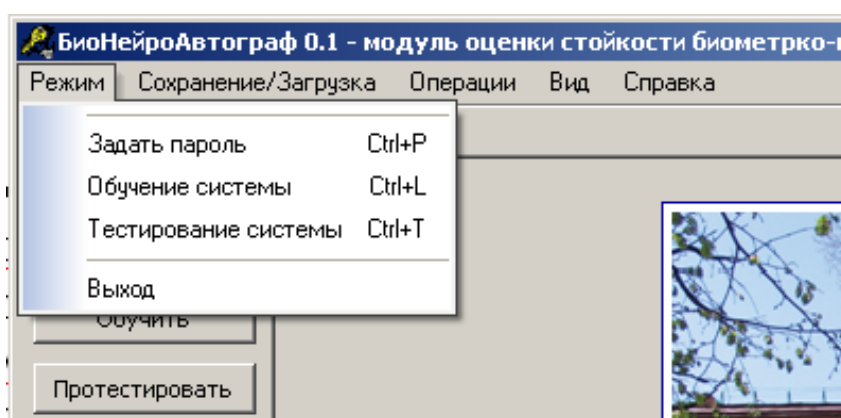 БиоНейроАвтограф 0.1 - модуль оценки стойкости биометрко-
Режим Сохранение/Загрузка Операции Вид Справка
Задать пароль Ctrl+P
Обучение системы Ctrl+L
Тестирование системы Ctrl+T
Выход
Обучить
Протестировать